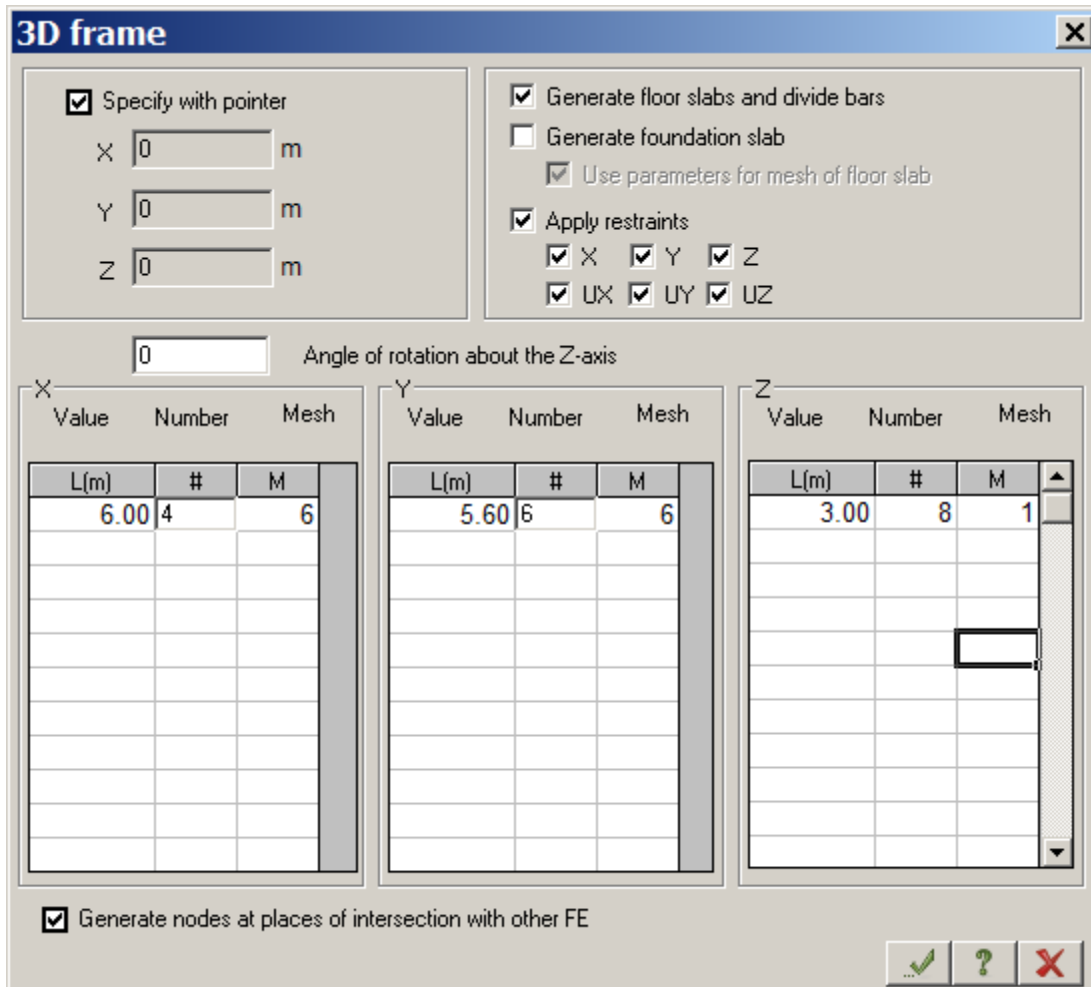 3D frame
Specify with pointer
X 0 m
Y 0 m
Z 0 m
Generate floor slabs and divide bars
Generate foundation slab
Use parameters for mesh of floor slab
Apply restraints
X Y Z
UX UY UZ
0 Angle of rotation about the Z-axis
X
Value Number Mesh
L(m) # M
6.00 4 6
Y
Value Number Mesh
L(m) # M
5.60 6 6
Z
Value Number Mesh
L(m) # M
3.00 8 1
Generate nodes at places of intersection with other FE
?